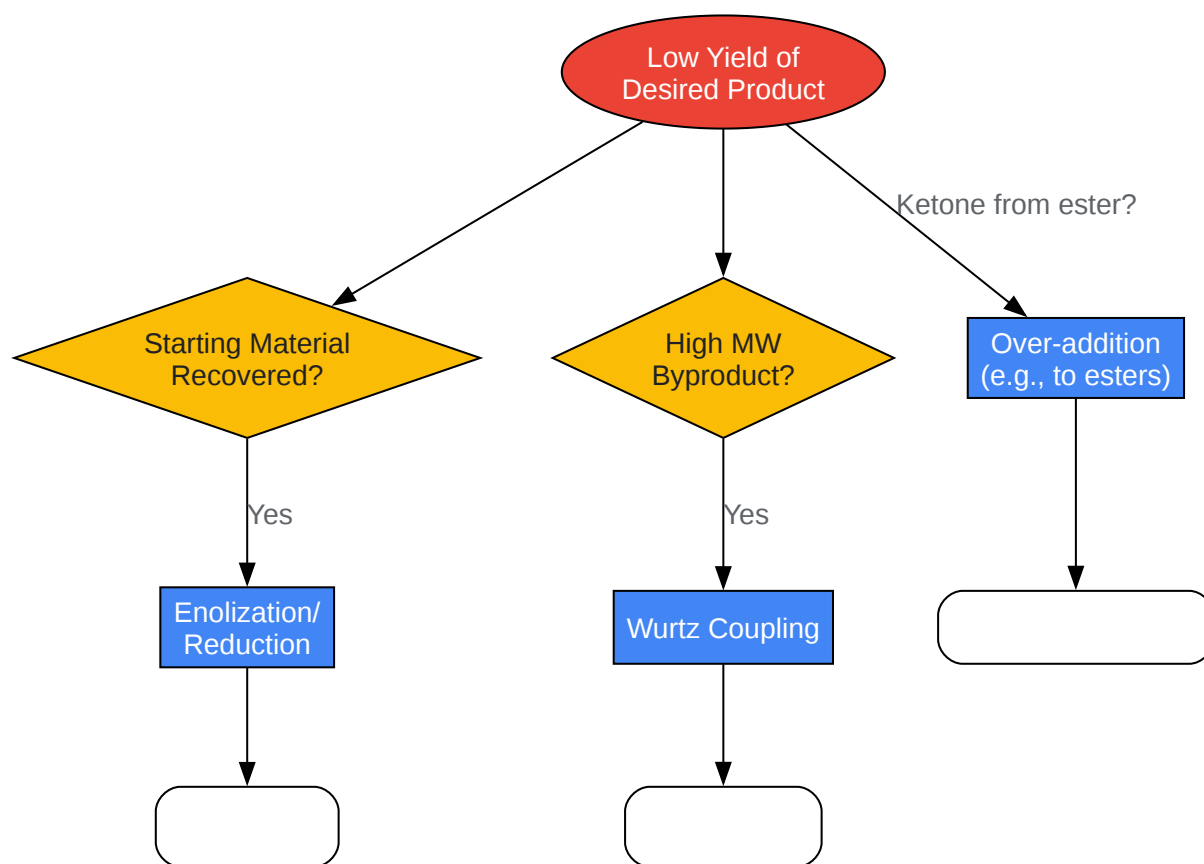 Low Yield of
Desired Product
Ketone from ester?
Starting Material
Recovered?
High MW
Byproduct?
Over-addition
(e.g., to esters)
Yes
Yes
Enolization/
Reduction
Wurtz Coupling